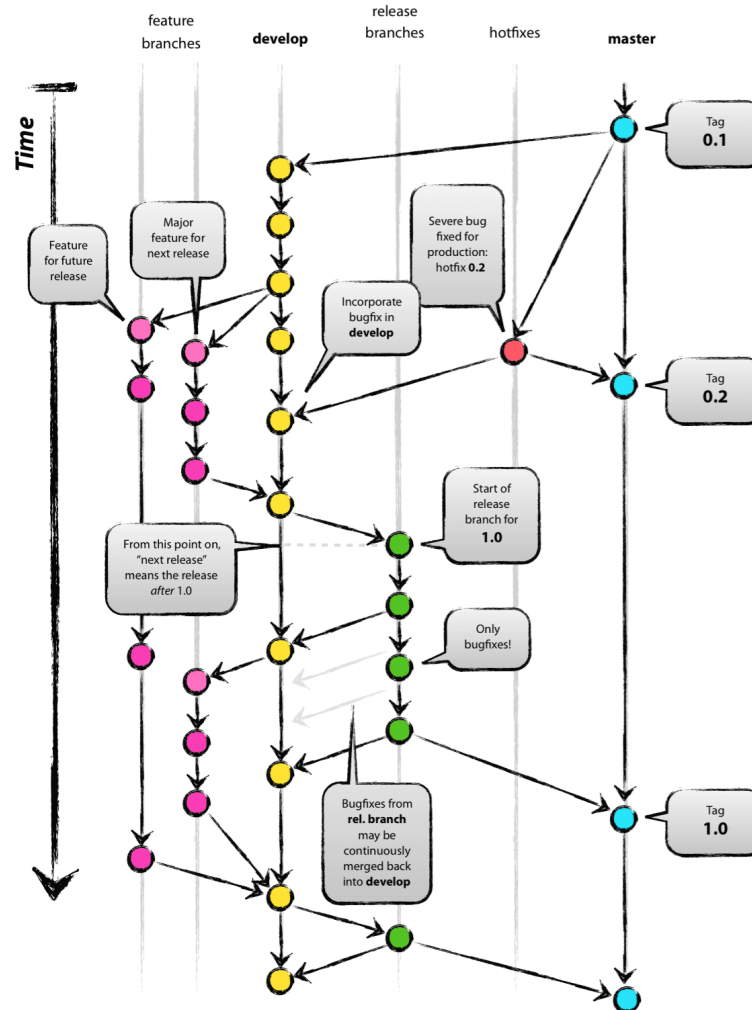 feature
branches
develop
release
branches
hotfixes
master
Time
Tag
0.1
Feature
for future
release
Major
feature for
next release
Severe bug
fixed for
production:
hotfix 0.2
Incorporate
bugfix in
develop
Tag
0.2
Start of
release
branch for
1.0
From this point on,
“next release”
means the release
after 1.0
Only
bugfixes!
Bugfixes from
rel. branch
may be
continuously
merged back
into develop
Tag
1.0